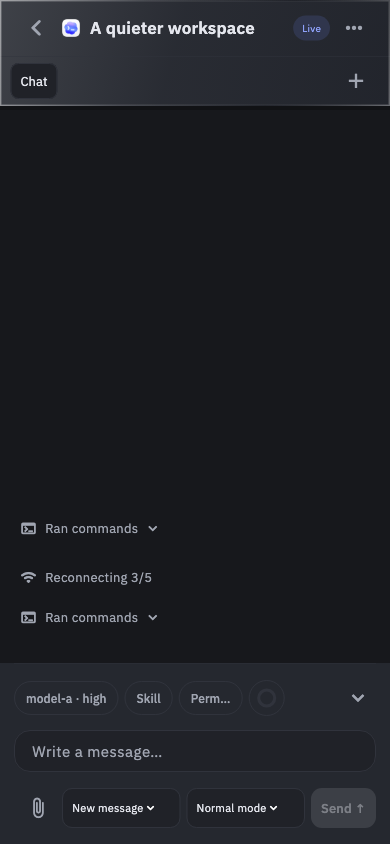 A quieter workspace
Live
Chat
Ran commands
Reconnecting 3/5
Ran commands
model-a · high
Skill
Perm...
Write a message...
New message
Normal mode
Send ↑